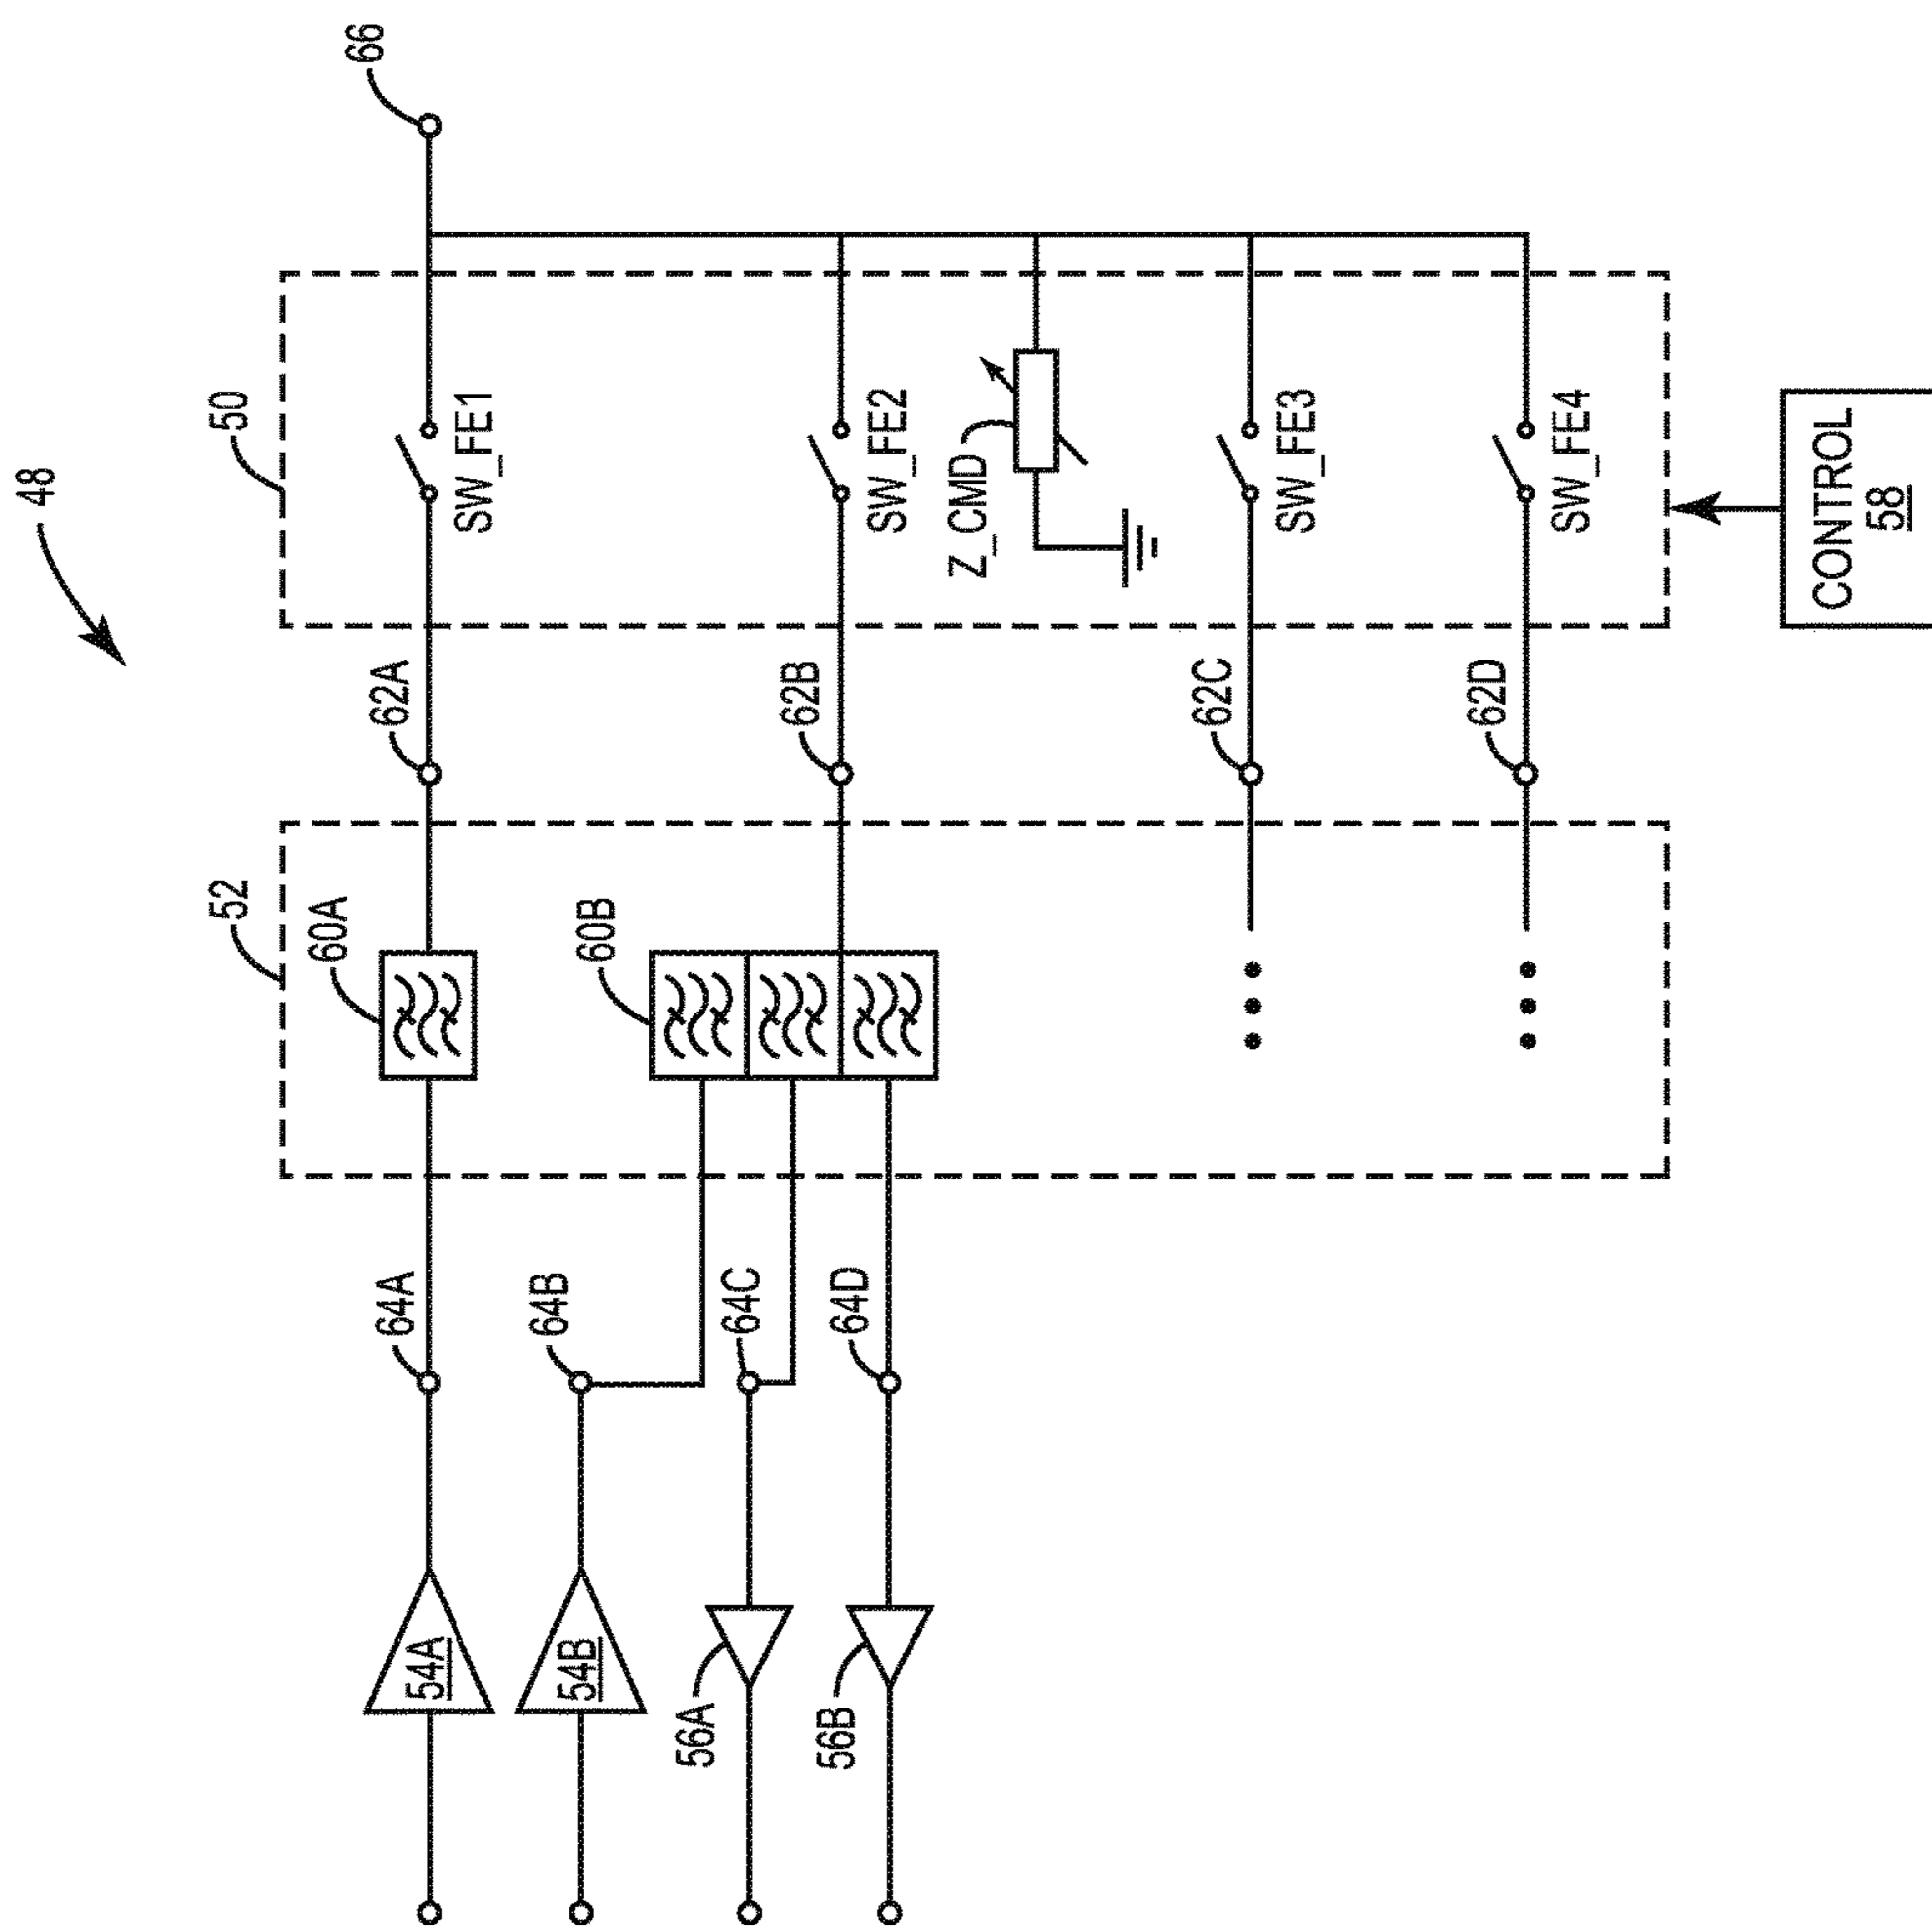 48
66
50
52
62A
SW_FE1
60A
64A
54A
62B
SW_FE2
60B
64B
54B
Z_CMD
64C
56A
64D
56B
62C
SW_FE3
62D
SW_FE4
CONTROL
58